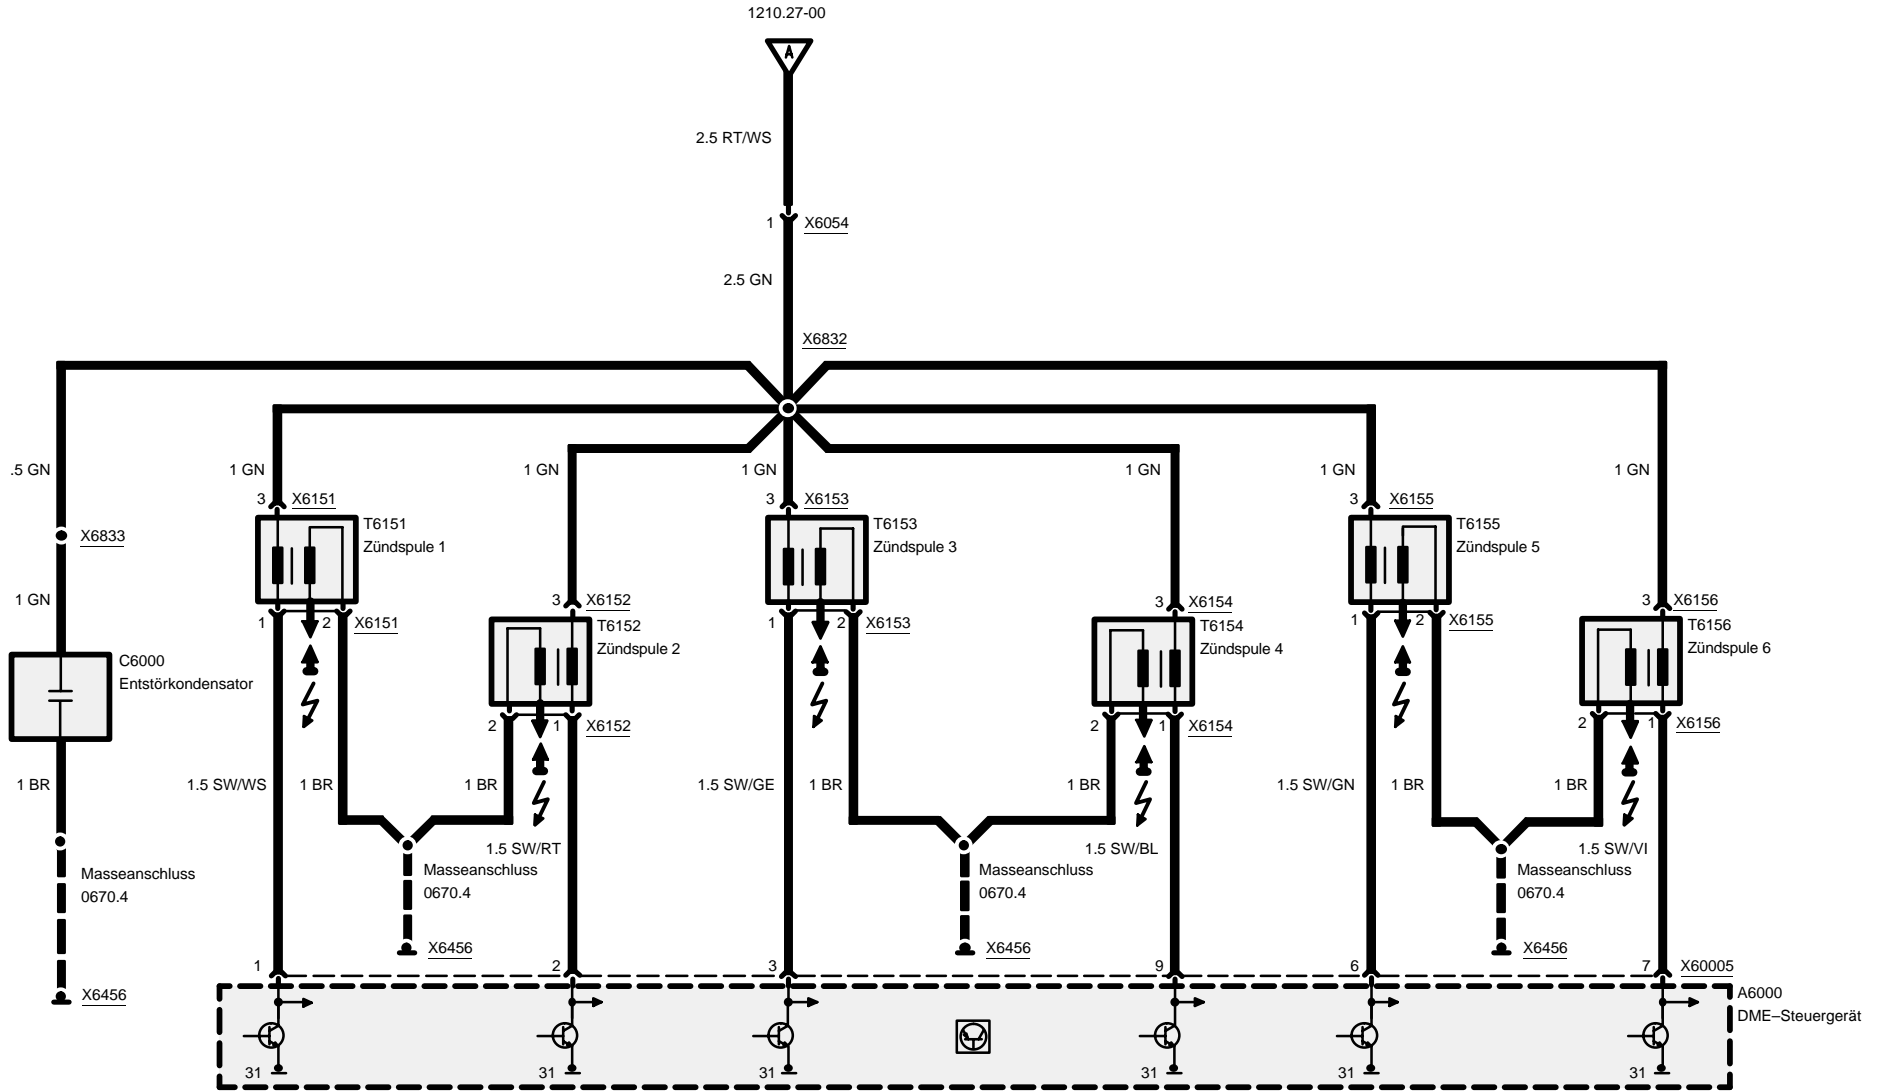 1210.27-00
A
2.5 RT/WS
1 X6054
2.5 GN
X6832
.5 GN 1 GN 1 GN 1 GN 1 GN 1 GN 1 GN
3 X6151 3 X6153 3 X6155
T6151 T6153 T6155
Zündspule 1 Zündspule 3 Zündspule 5
X6833
1 GN
3 X6152 3 X6154 3 X6156
1 2 X6151 1 2 X6153 1 2 X6155
T6152 T6154 T6156
Zündspule 2 Zündspule 4 Zündspule 6
C6000
Entstörkondensator
2 1 X6152 2 1 X6154 2 1 X6156
1 BR 1.5 SW/WS 1 BR 1 BR 1.5 SW/GE 1 BR 1 BR 1.5 SW/GN 1 BR 1 BR
1.5 SW/RT 1.5 SW/BL 1.5 SW/VI
Masseanschluss Masseanschluss Masseanschluss Masseanschluss
0670.4 0670.4 0670.4 0670.4
X6456 X6456 X6456
1 2 3 9 6 7 X60005
X6456
A6000
DME–Steuergerät
31 31 31 31 31 31